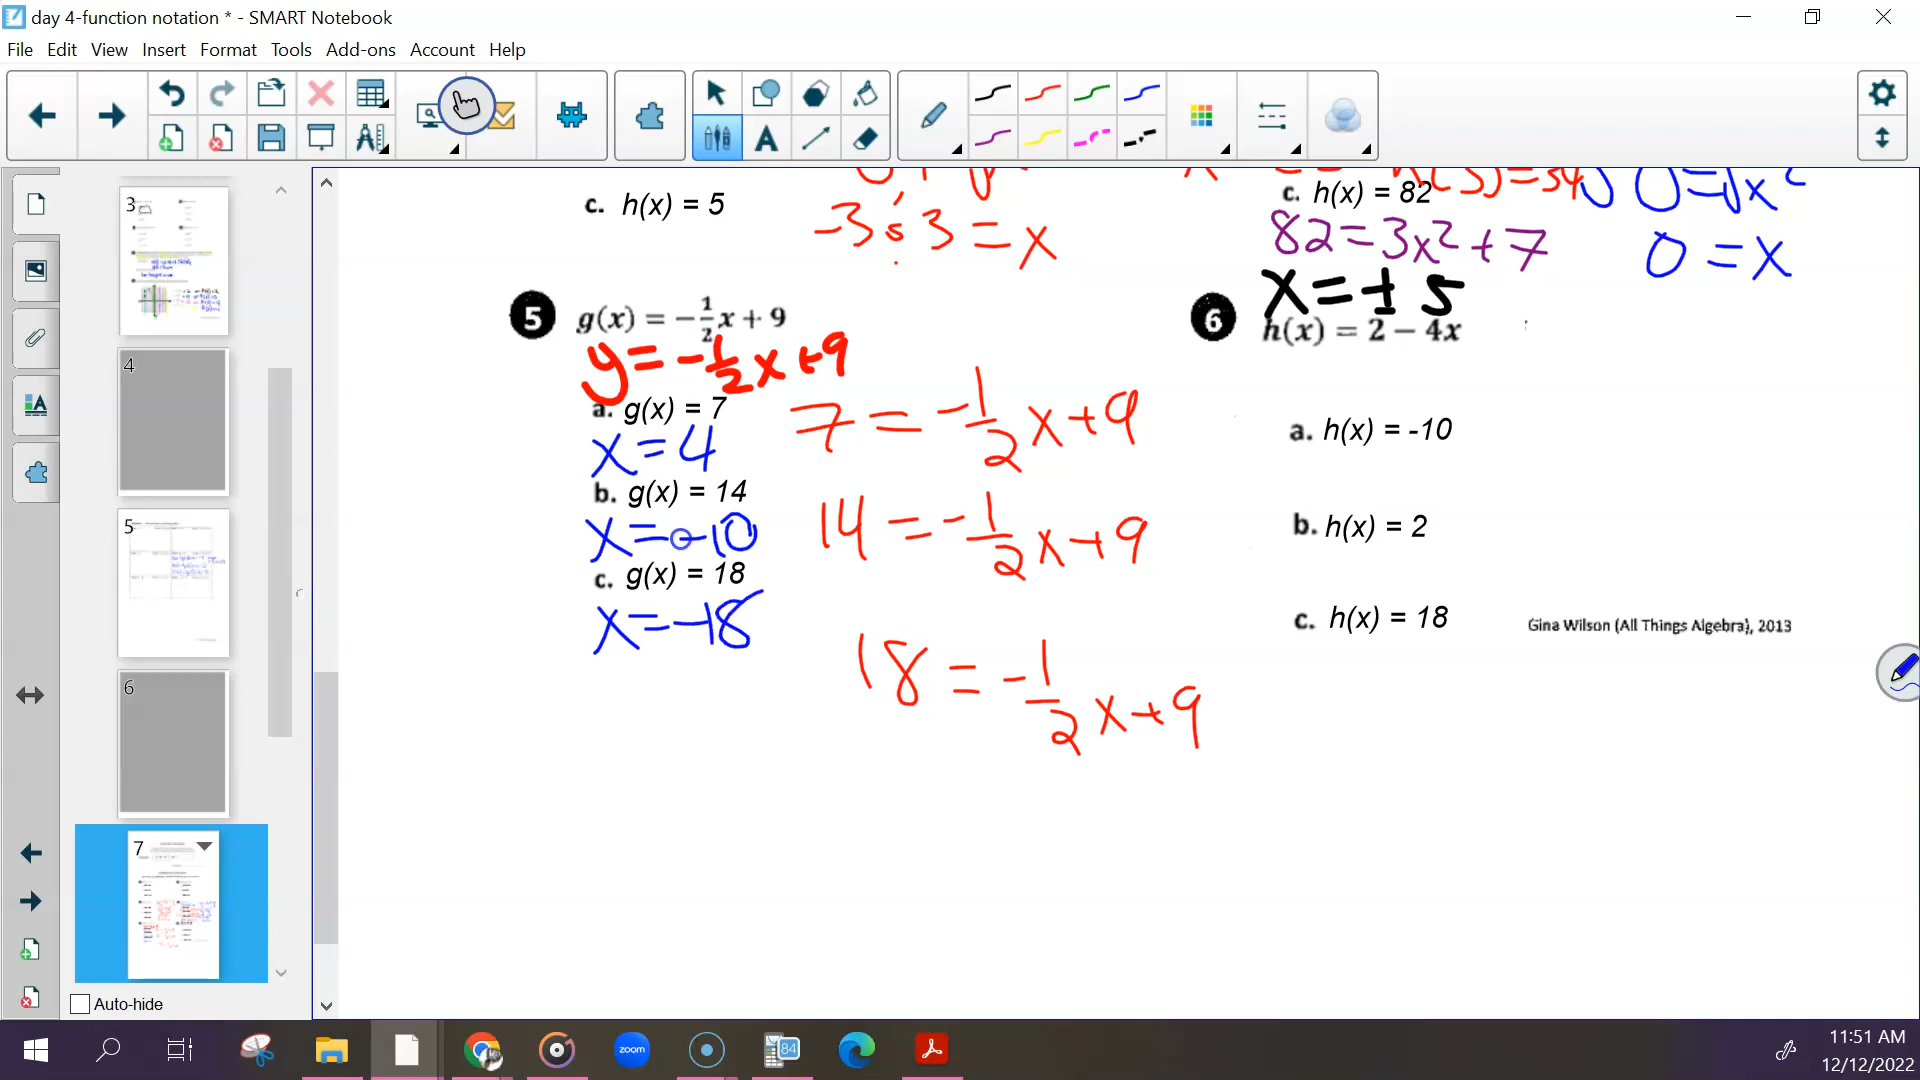 day 4-function notation * - SMART Notebook
File Edit View Insert Format Tools Add-ons Account Help
c. h(x) = 5
-3 & 3 = x
c. h(x) = 82
82 = 3x² + 7
0 = x
x = ± 5
5 g(x) = -1/2x + 9
y = -1/2x + 9
6 h(x) = 2 - 4x
a. g(x) = 7
7 = -1/2x + 9
x = 4
a. h(x) = -10
b. g(x) = 14
14 = -1/2x + 9
x = -10
b. h(x) = 2
c. g(x) = 18
x = -18
18 = -1/2x + 9
c. h(x) = 18
Gina Wilson (All Things Algebra), 2013
3
4
5
6
7
Auto-hide
zoom
84
11:51 AM
12/12/2022